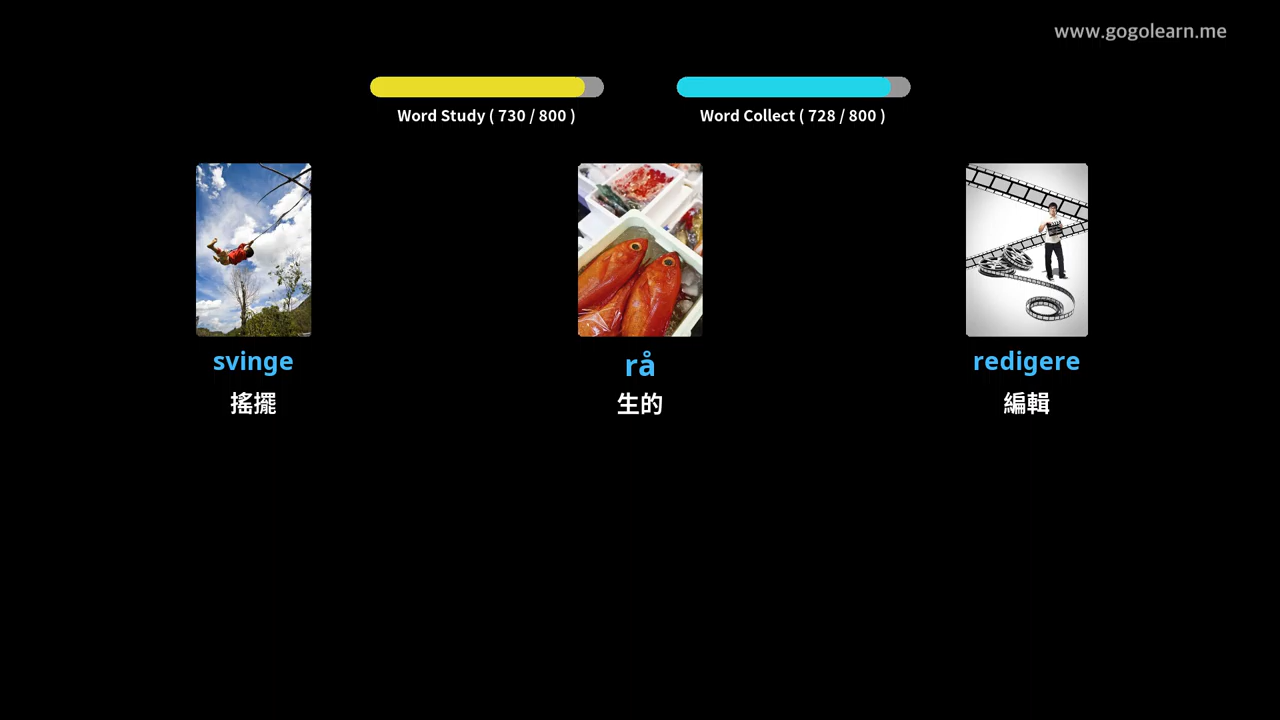 www.gogolearn.me
Word Study ( 730 / 800 )
Word Collect ( 728 / 800 )
svinge
rå
redigere
搖擺
生的
編輯